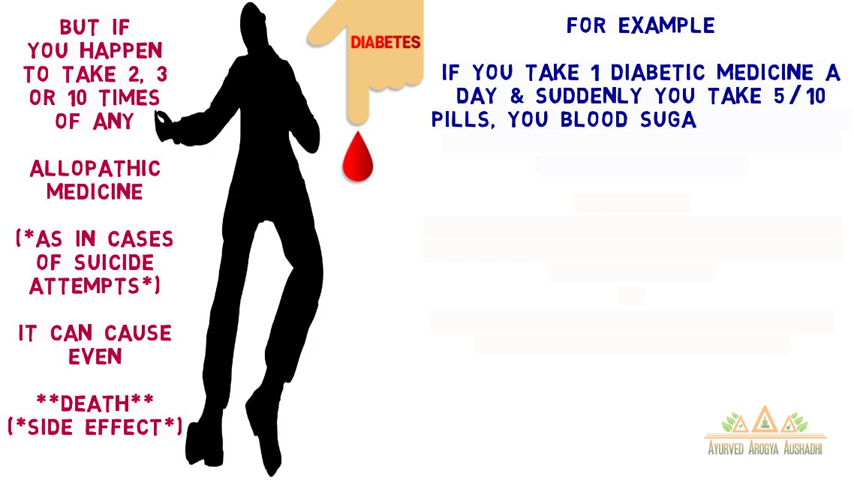 BUT IF
YOU HAPPEN
TO TAKE 2, 3
OR 10 TIMES
OF ANY
ALLOPATHIC
MEDICINE
(*AS IN CASES
OF SUICIDE
ATTEMPTS*)
IT CAN CAUSE
EVEN
**DEATH**
(*SIDE EFFECT*)
DIABETES
FOR EXAMPLE
IF YOU TAKE 1 DIABETIC MEDICINE A
DAY & SUDDENLY YOU TAKE 5/10
PILLS, YOU BLOOD SUGA
AYURVED AROGYA AUSHADHI